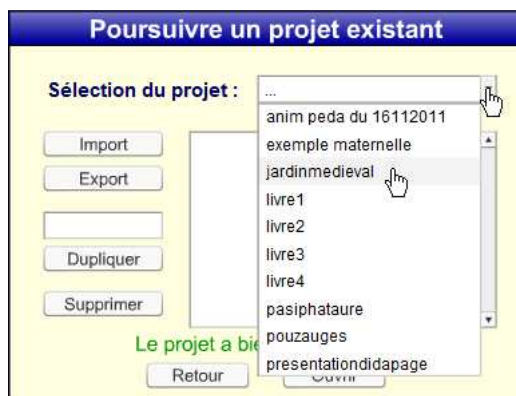 Poursuivre un projet existant
Sélection du projet :
...
anim peda du 16112011
exemple maternelle
jardinmedieval
livre1
livre2
livre3
livre4
pasiphataure
pouzauges
presentationdidapage
Import
Export
Dupliquer
Supprimer
Le projet a bie
Retour
Ouvrir